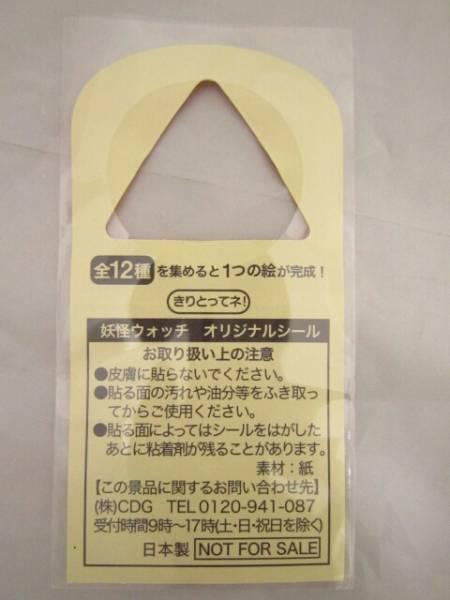 全12種を集めると1つの絵が完成！
きりとってネ！
妖怪ウォッチ　オリジナルシール
お取り扱い上の注意
●皮膚に貼らないでください。
●貼る面の汚れや油分等をふき取っ
てからご使用ください。
●貼る面によってはシールをはがした
あとに粘着剤が残ることがあります。
素材：紙
【この景品に関するお問い合わせ先】
(株)CDG　TEL 0120-941-087
受付時間9時～17時(土・日・祝日を除く)
日本製 NOT FOR SALE